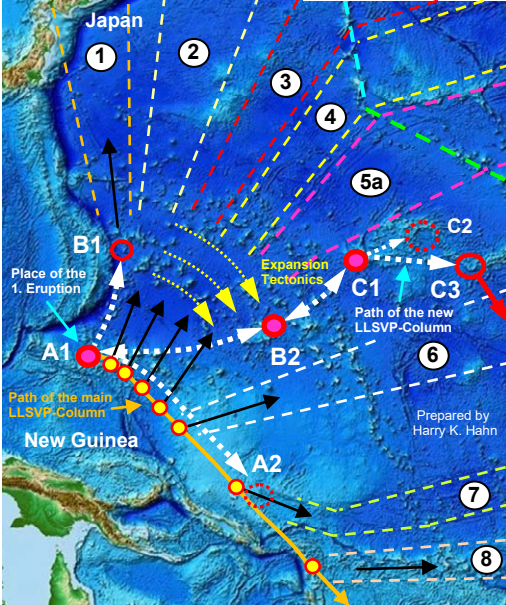 Japan
1
2
3
4
5a
B1
C2
Place of the
1. Eruption
Expansion
Tectonics
C1
C3
Path of the new
LLSVP-Column
A1
B2
6
Path of the main
LLSVP-Column
Prepared by
Harry K. Hahn
New Guinea
A2
7
8